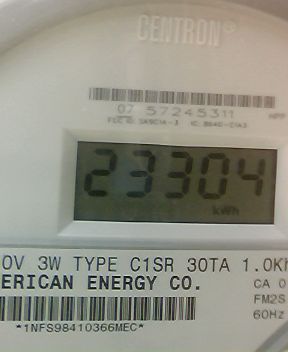 CENTRON®
07 57245311
23304
kWh
0V 3W TYPE C1SR 30TA 1.0Kh
ERICAN ENERGY CO.
CA 0
FM2S
60Hz
*1NFS98410366MEC*